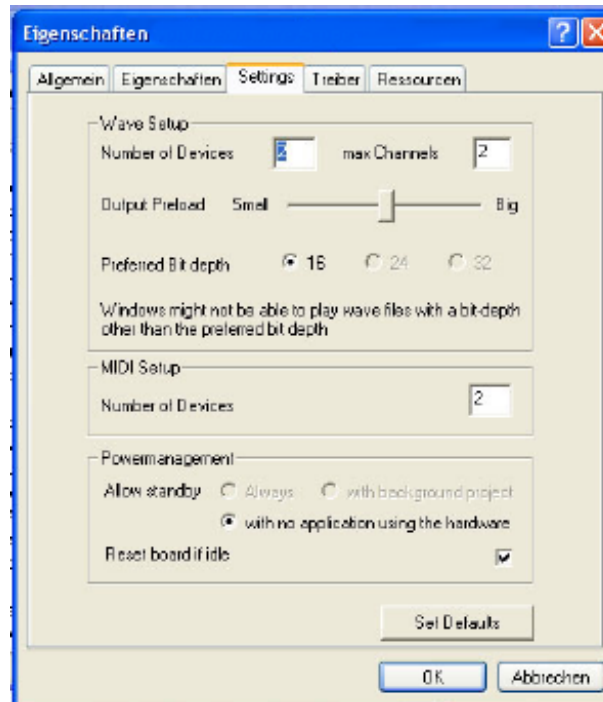 Eigenschaften
Allgemein Eigenschaften Settings Treiber Ressourcen
Wave Setup
Number of Devices 2 max Channels 2
Output Preload Small Big
Preferred Bit depth 16 24 32
Windows might not be able to play wave files with a bit-depth
other than the preferred bit depth
MIDI Setup
Number of Devices 2
Powermanagement
Allow standby Always with background project
with no application using the hardware
Reset board if idle
Set Defaults
OK Abbrechen